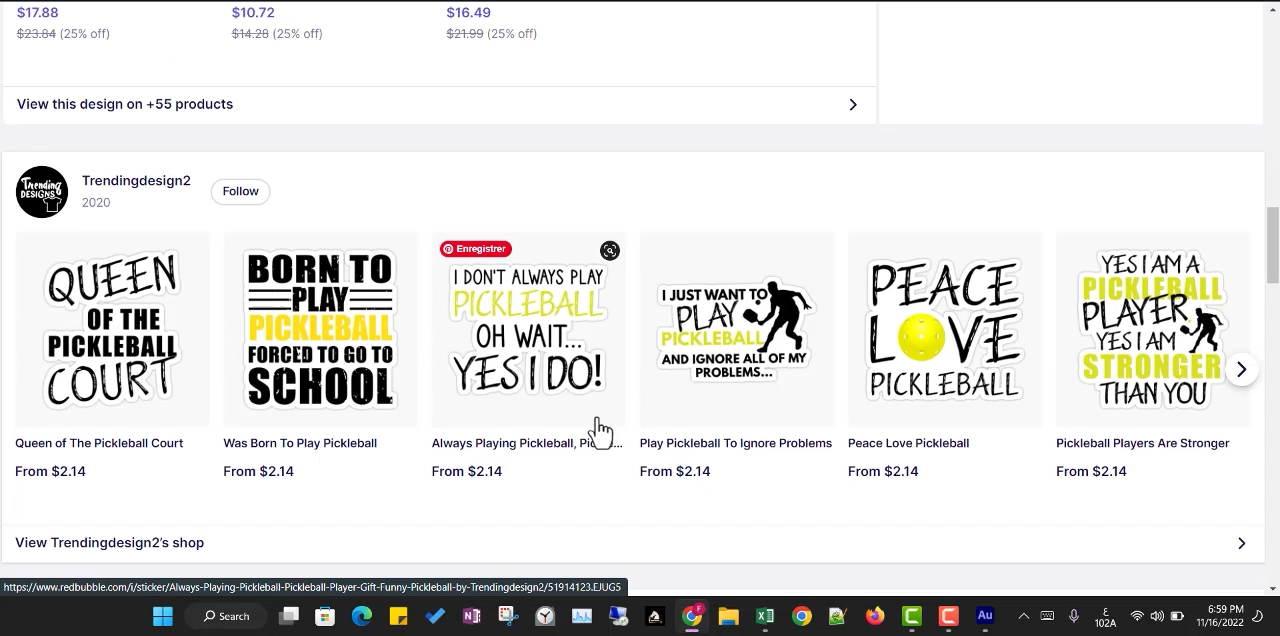 $17.88 $10.72 $16.49
$23.84 (25% off) $14.28 (25% off) $21.99 (25% off)
View this design on +55 products
Trending
DESIGNS
Trendingdesign2
2020
Follow
QUEEN
OF THE
PICKLEBALL
COURT
BORN TO
PLAY
PICKLEBALL
FORCED TO GO TO
SCHOOL
Enregistrer
I DON'T ALWAYS PLAY
PICKLEBALL
OH WAIT...
YES I DO!
I JUST WANT TO
PLAY
PICKLEBALL
AND IGNORE ALL OF MY
PROBLEMS...
PEACE
LOVE
PICKLEBALL
YES I AM A
PICKLEBALL
PLAYER
YES I AM
STRONGER
THAN YOU
Queen of The Pickleball Court
From $2.14
Was Born To Play Pickleball
From $2.14
Always Playing Pickleball, Pickle...
From $2.14
Play Pickleball To Ignore Problems
From $2.14
Peace Love Pickleball
From $2.14
Pickleball Players Are Stronger
From $2.14
View Trendingdesign2's shop
https://www.redbubble.com/i/sticker/Always-Playing-Pickleball-Pickleball-Player-Gift-Funny-Pickleball-by-Trendingdesign2/51914123.EJUG5
Search
Au
ع
102A
6:59 PM
11/16/2022